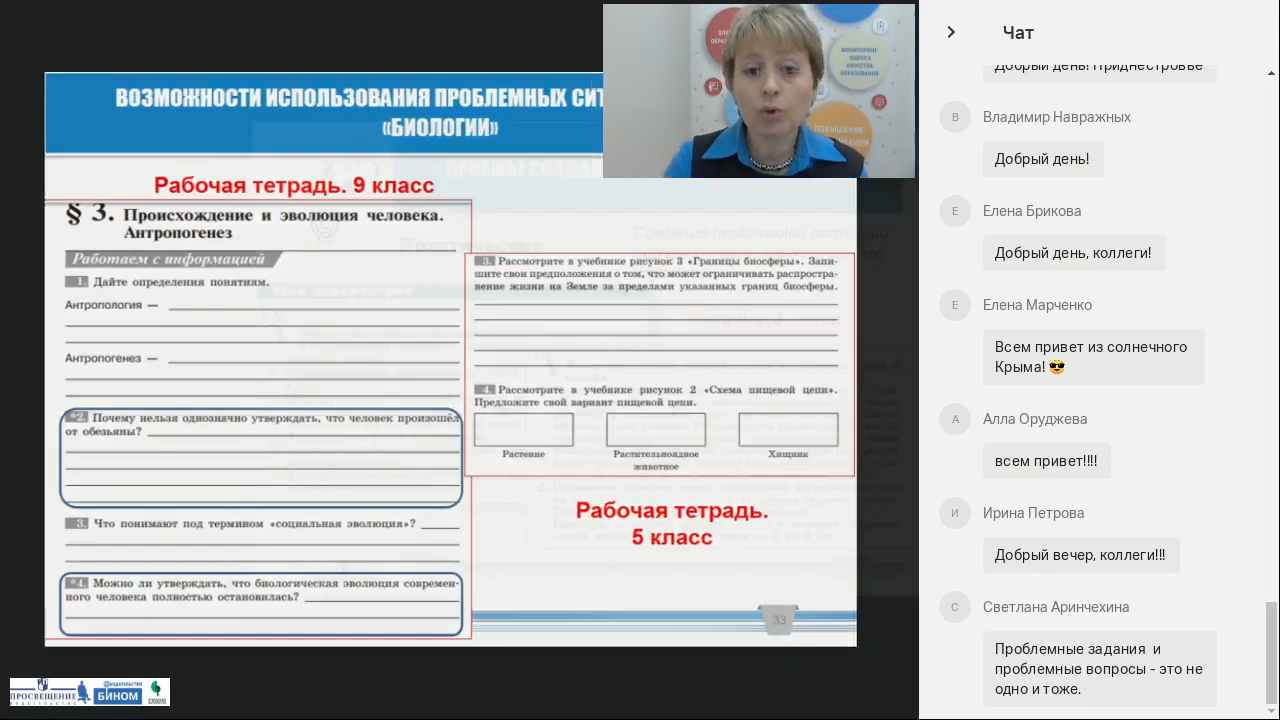 ВОЗМОЖНОСТИ ИСПОЛЬЗОВАНИЯ ПРОБЛЕМНЫХ СИТ
«БИОЛОГИИ»
МОНИТОРИНГ
ОЦЕНКА
КАЧЕСТВА
ОБРАЗОВАНИЯ
ПОВЫШЕНИЕ
Рабочая тетрадь. 9 класс
§ 3. Происхождение и эволюция человека.
Антропогенез
Работаем с информацией
1. Дайте определения понятиям.
Антропология —
Антропогенез —
*2. Почему нельзя однозначно утверждать, что человек произошёл
от обезьяны?
3. Что понимают под термином «социальная эволюция»?
*4. Можно ли утверждать, что биологическая эволюция современ-
ного человека полностью остановилась?
3. Рассмотрите в учебнике рисунок 3 «Границы биосферы». Запи-
шите свои предположения о том, что может ограничивать распростра-
нение жизни на Земле за пределами указанных границ биосферы.
4. Рассмотрите в учебнике рисунок 2 «Схема пищевой цепи».
Предложите свой вариант пищевой цепи.
Растение
Растительноядное
животное
Хищник
Рабочая тетрадь.
5 класс
33
ПРОСВЕЩЕНИЕ
ИЗДАТЕЛЬСТВО
БИНОМ
Чат
Добрый день! Приднестровье
В
Владимир Навражных
Добрый день!
Е
Елена Брикова
Добрый день, коллеги!
Е
Елена Марченко
Всем привет из солнечного
Крыма! 😎
А
Алла Оруджева
всем привет!!!!
И
Ирина Петрова
Добрый вечер, коллеги!!!
С
Светлана Аринчехина
Проблемные задания и
проблемные вопросы - это не
одно и тоже.